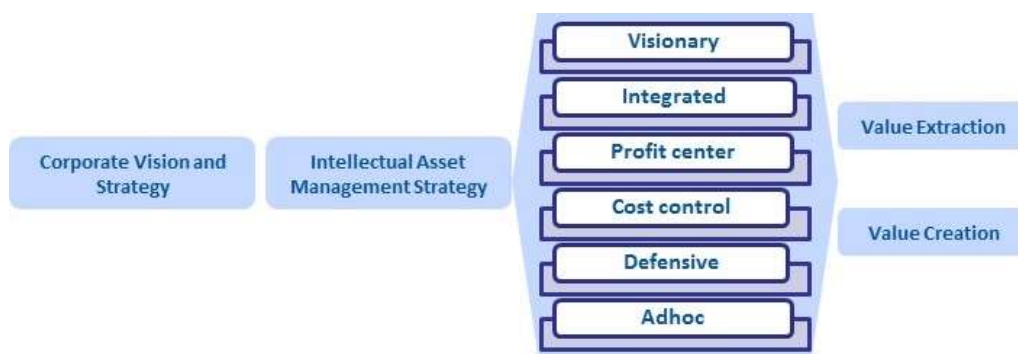 Corporate Vision and
Strategy
Intellectual Asset
Management Strategy
Visionary
Integrated
Profit center
Cost control
Defensive
Adhoc
Value Extraction
Value Creation